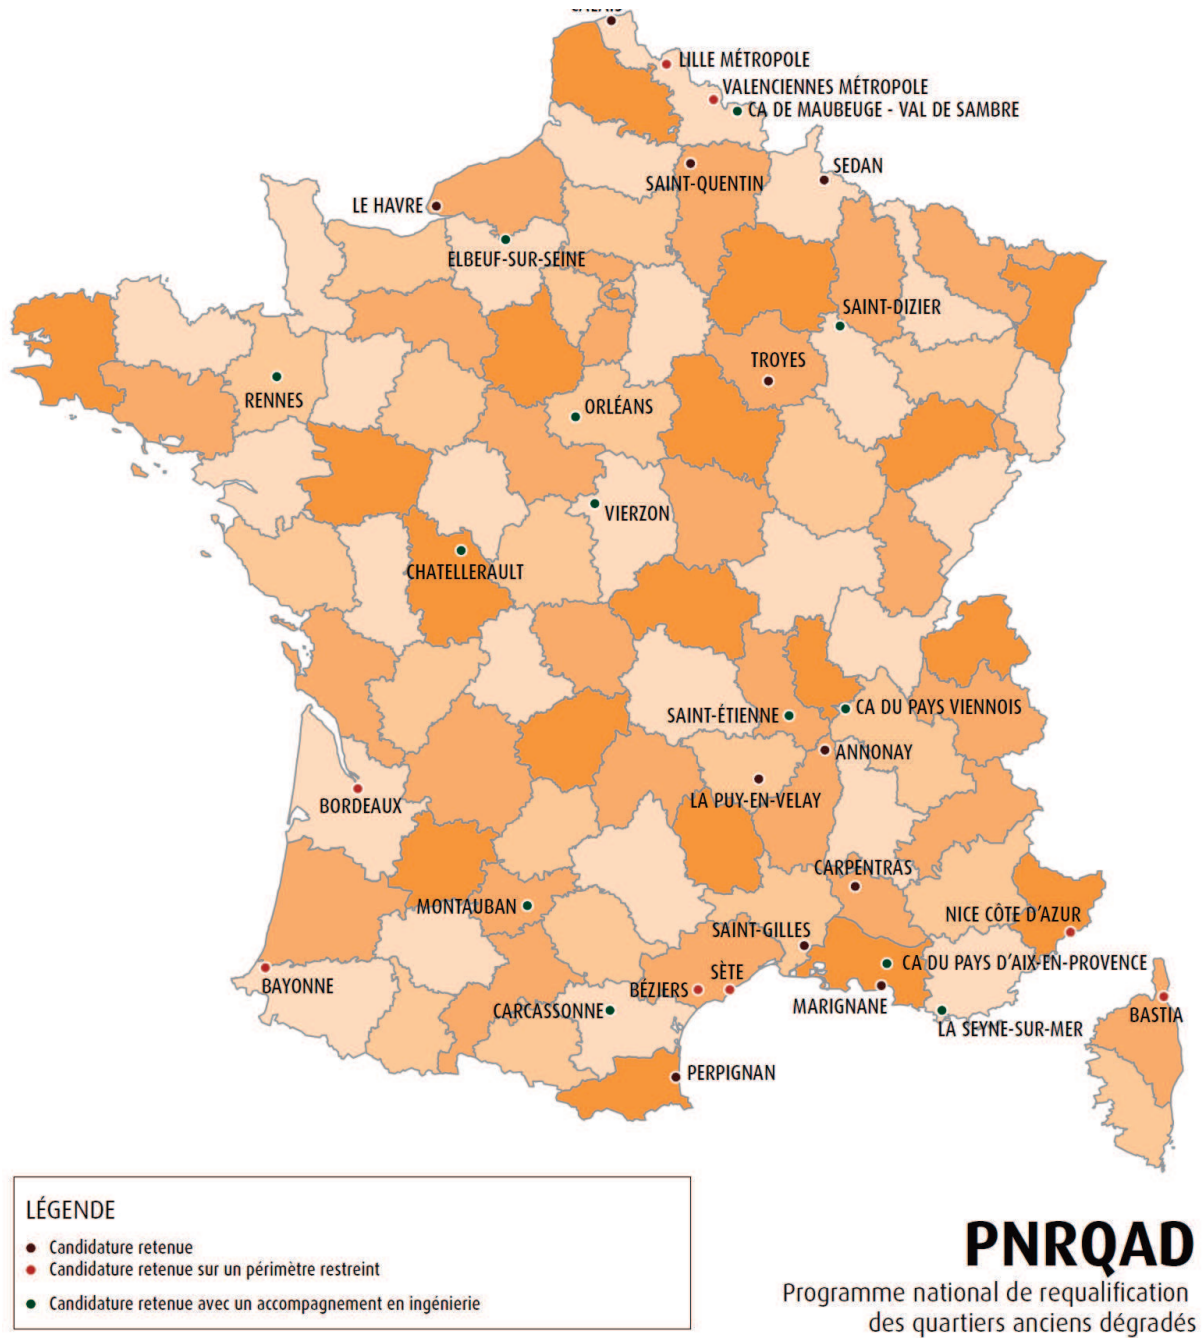 CALAIS
LILLE MÉTROPOLE
VALENCIENNES MÉTROPOLE
CA DE MAUBEUGE - VAL DE SAMBRE
SEDAN
SAINT-QUENTIN
LE HAVRE
ELBEUF-SUR-SEINE
SAINT-DIZIER
TROYES
RENNES
ORLÉANS
VIERZON
CHATELLERAULT
SAINT-ÉTIENNE
CA DU PAYS VIENNOIS
ANNONAY
LA PUY-EN-VELAY
BORDEAUX
CARPENTRAS
MONTAUBAN
NICE CÔTE D'AZUR
SAINT-GILLES
CA DU PAYS D'AIX-EN-PROVENCE
SÈTE
BÉZIERS
BAYONNE
MARIGNANE
CARCASSONNE
BASTIA
LA SEYNE-SUR-MER
PERPIGNAN
LÉGENDE
Candidature retenue
Candidature retenue sur un périmètre restreint
Candidature retenue avec un accompagnement en ingénierie
PNRQAD
Programme national de requalification
des quartiers anciens dégradés